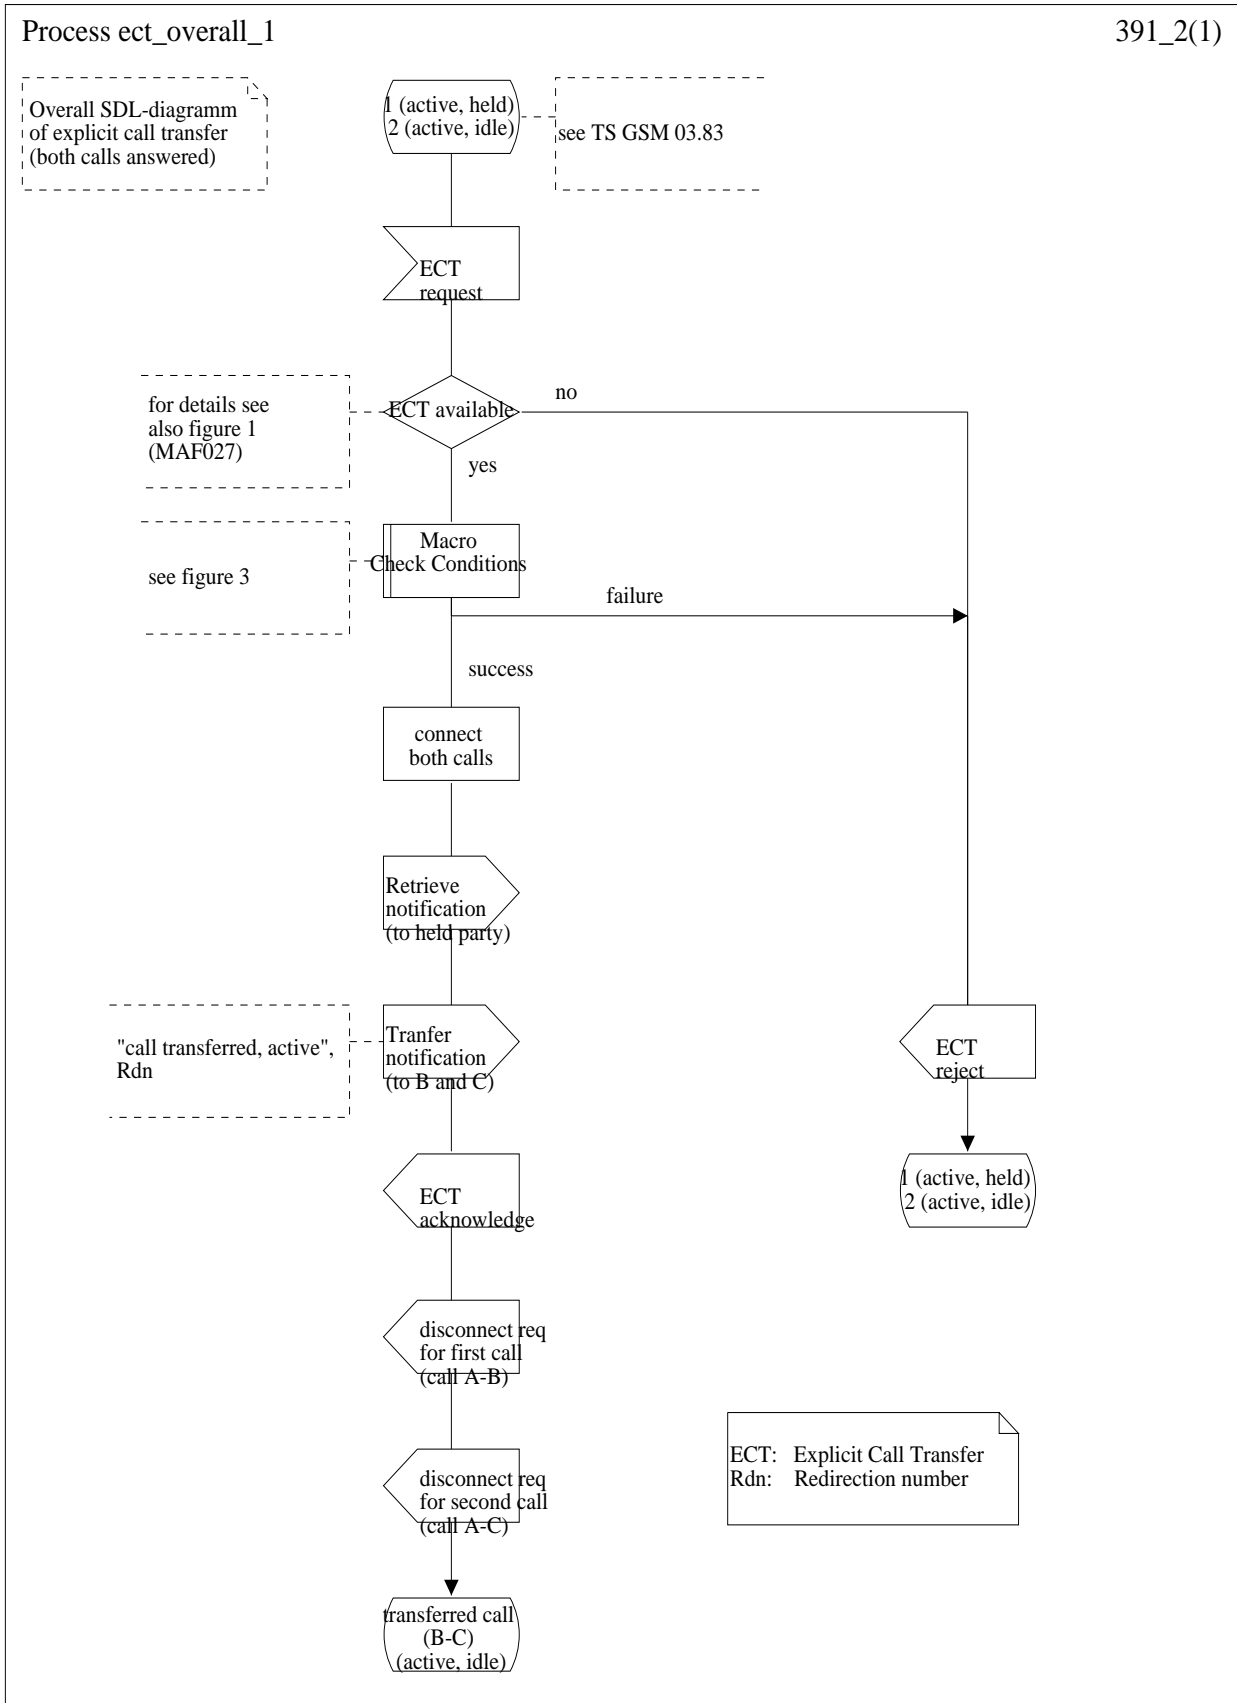 Process ect_overall_1
391_2(1)
Overall SDL-diagramm
of explicit call transfer
(both calls answered)
1 (active, held)
2 (active, idle)
see TS GSM 03.83
ECT
request
for details see
also figure 1
(MAF027)
ECT available
no
yes
Macro
Check Conditions
see figure 3
failure
success
connect
both calls
Retrieve
notification
(to held party)
"call transferred, active",
Rdn
Tranfer
notification
(to B and C)
ECT
reject
ECT
acknowledge
1 (active, held)
2 (active, idle)
disconnect req
for first call
(call A-B)
disconnect req
for second call
(call A-C)
ECT: Explicit Call Transfer
Rdn: Redirection number
transferred call
(B-C)
(active, idle)